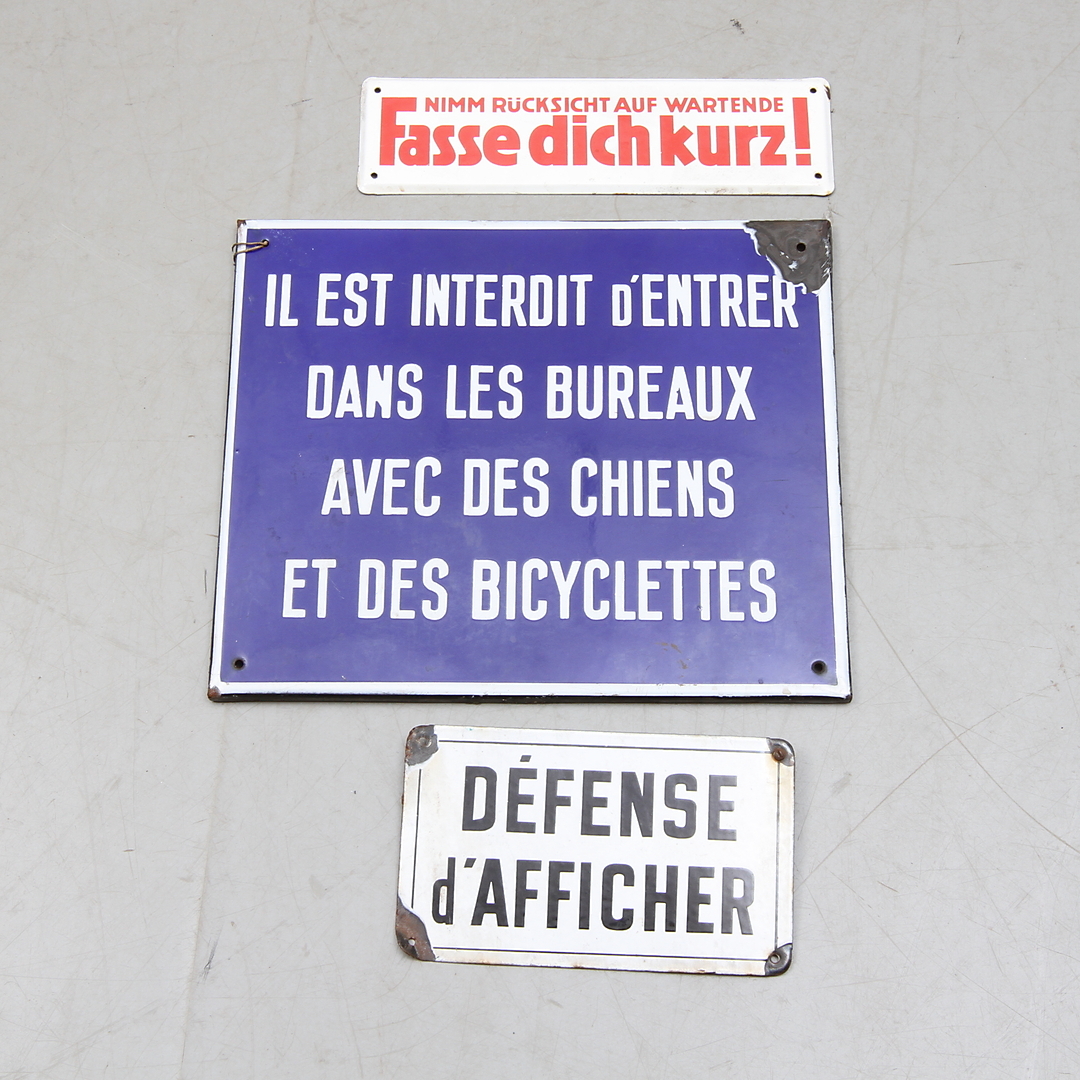 NIMM RÜCKSICHT AUF WARTENDE
Fasse dich kurz!
IL EST INTERDIT D'ENTRER
DANS LES BUREAUX
AVEC DES CHIENS
ET DES BICYCLETTES
DÉFENSE
d'AFFICHER